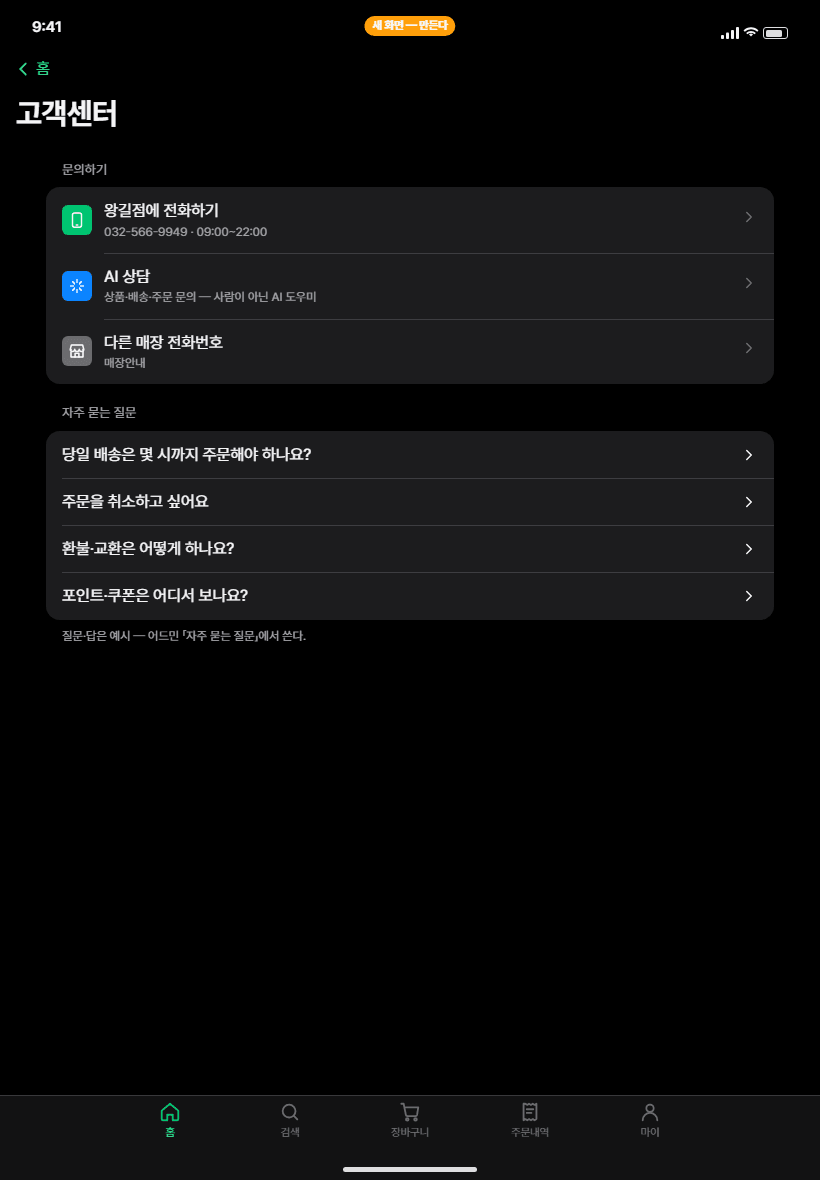 9:41
새 화면 — 만든다
홈
고객센터
문의하기
왕길점에 전화하기
032-566-9949 · 09:00~22:00
AI 상담
상품·배송·주문 문의 — 사람이 아닌 AI 도우미
다른 매장 전화번호
매장안내
자주 묻는 질문
당일 배송은 몇 시까지 주문해야 하나요?
주문을 취소하고 싶어요
환불·교환은 어떻게 하나요?
포인트·쿠폰은 어디서 보나요?
질문·답은 예시 — 어드민 「자주 묻는 질문」에서 쓴다.
홈
검색
장바구니
주문내역
마이